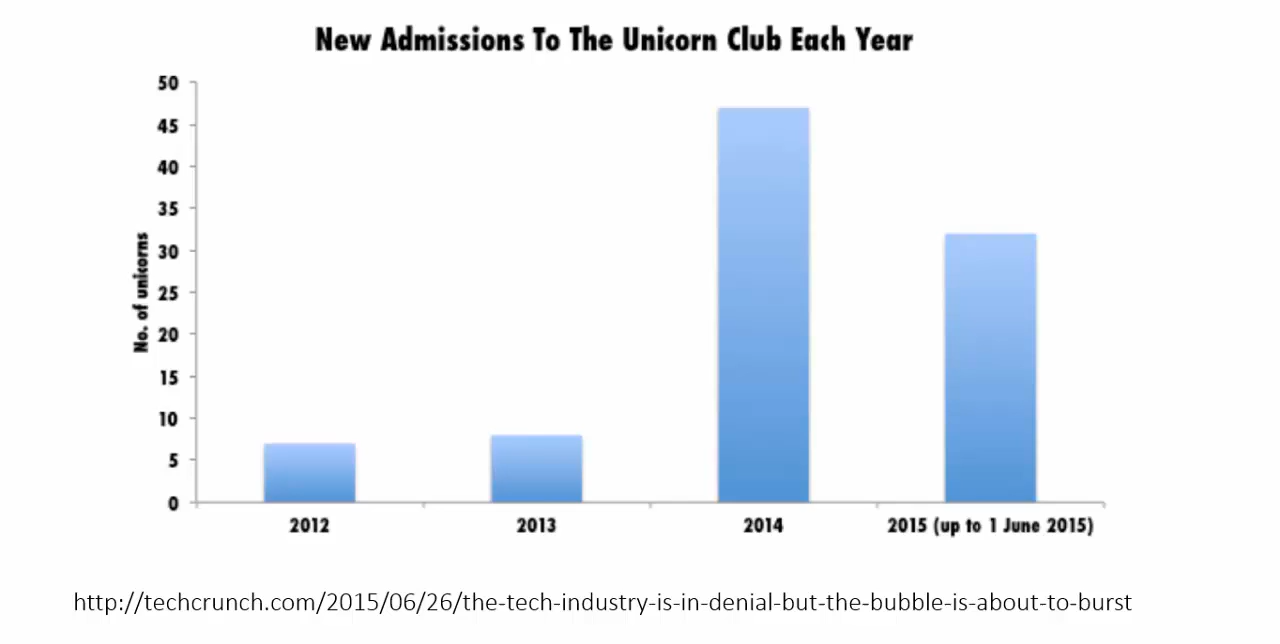 New Admissions To The Unicorn Club Each Year
50
45
40
35
30
25
20
15
10
5
0
No. of unicorns
2012 2013 2014 2015 (up to 1 June 2015)
http://techcrunch.com/2015/06/26/the-tech-industry-is-in-denial-but-the-bubble-is-about-to-burst